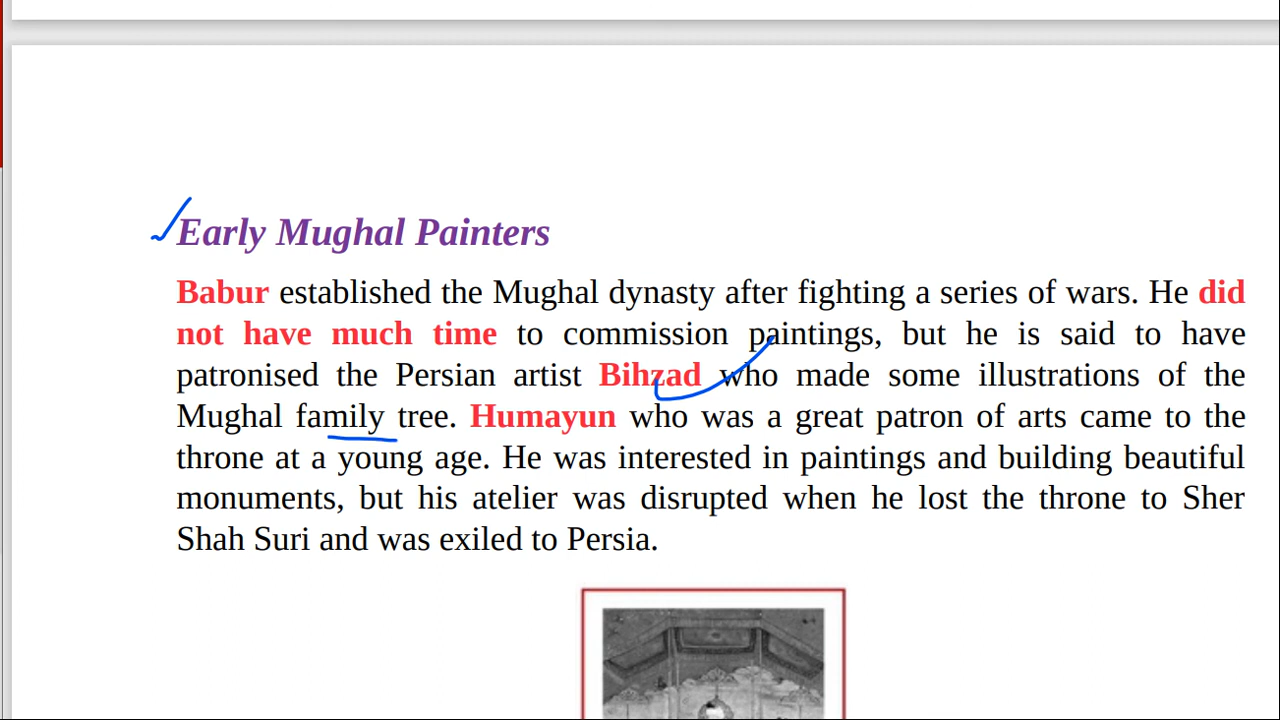 Early Mughal Painters
Babur established the Mughal dynasty after fighting a series of wars. He did
not have much time to commission paintings, but he is said to have
patronised the Persian artist Bihzad who made some illustrations of the
Mughal family tree. Humayun who was a great patron of arts came to the
throne at a young age. He was interested in paintings and building beautiful
monuments, but his atelier was disrupted when he lost the throne to Sher
Shah Suri and was exiled to Persia.